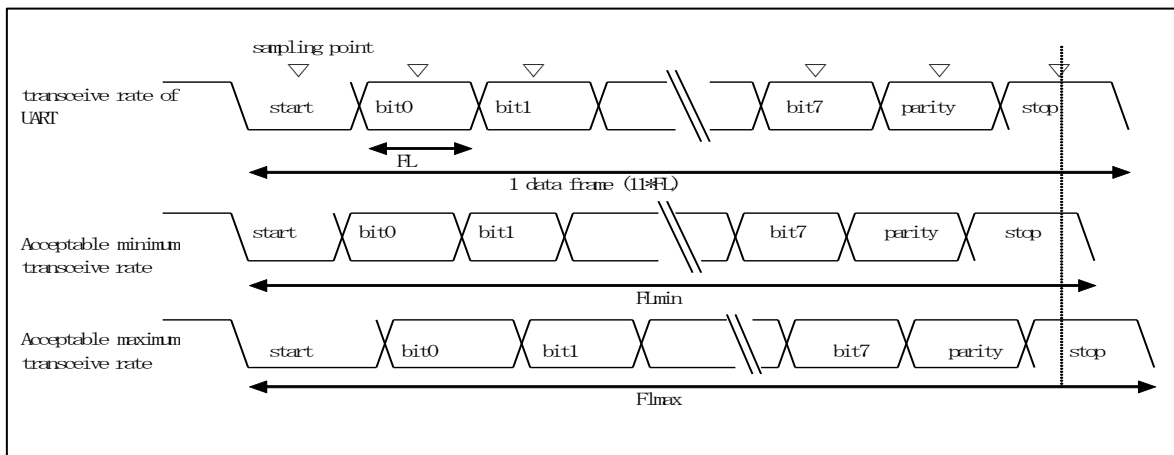 sampling point
transceive rate of
UART
start bit0 bit1 bit7 parity stop
FL
1 data frame (11*FL)
Acceptable minimum
transceive rate
start bit0 bit1 bit7 parity stop
FLmin
Acceptable maximum
transceive rate
start bit0 bit1 bit7 parity stop
Flmax